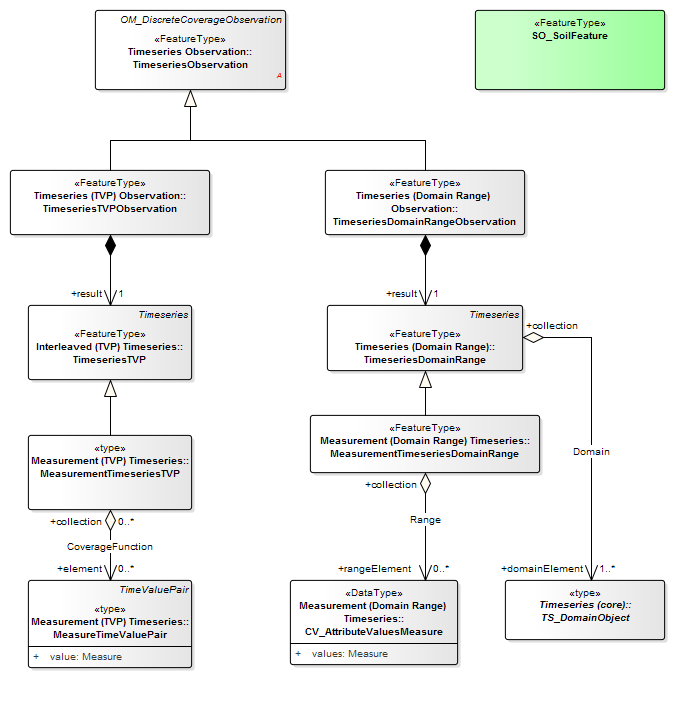 OM_DiscreteCoverageObservation
«FeatureType»
Timeseries Observation::
TimeseriesObservation
A
«FeatureType»
SO_SoilFeature
«FeatureType»
Timeseries (TVP) Observation::
TimeseriesTVPObservation
«FeatureType»
Timeseries (Domain Range)
Observation::
TimeseriesDomainRangeObservation
+result 1
+result 1
Timeseries
«FeatureType»
Interleaved (TVP) Timeseries::
TimeseriesTVP
Timeseries
«FeatureType»
Timeseries (Domain Range)::
TimeseriesDomainRange
+collection
Domain
«type»
Measurement (TVP) Timeseries::
MeasurementTimeseriesTVP
«FeatureType»
Measurement (Domain Range) Timeseries::
MeasurementTimeseriesDomainRange
+collection 0..*
CoverageFunction
+element 0..*
+collection
Range
+rangeElement 0..*
+domainElement 1..*
TimeValuePair
«type»
Measurement (TVP) Timeseries::
MeasureTimeValuePair
+ value: Measure
«DataType»
Measurement (Domain Range)
Timeseries::
CV_AttributeValuesMeasure
+ values: Measure
«type»
Timeseries (core)::
TS_DomainObject